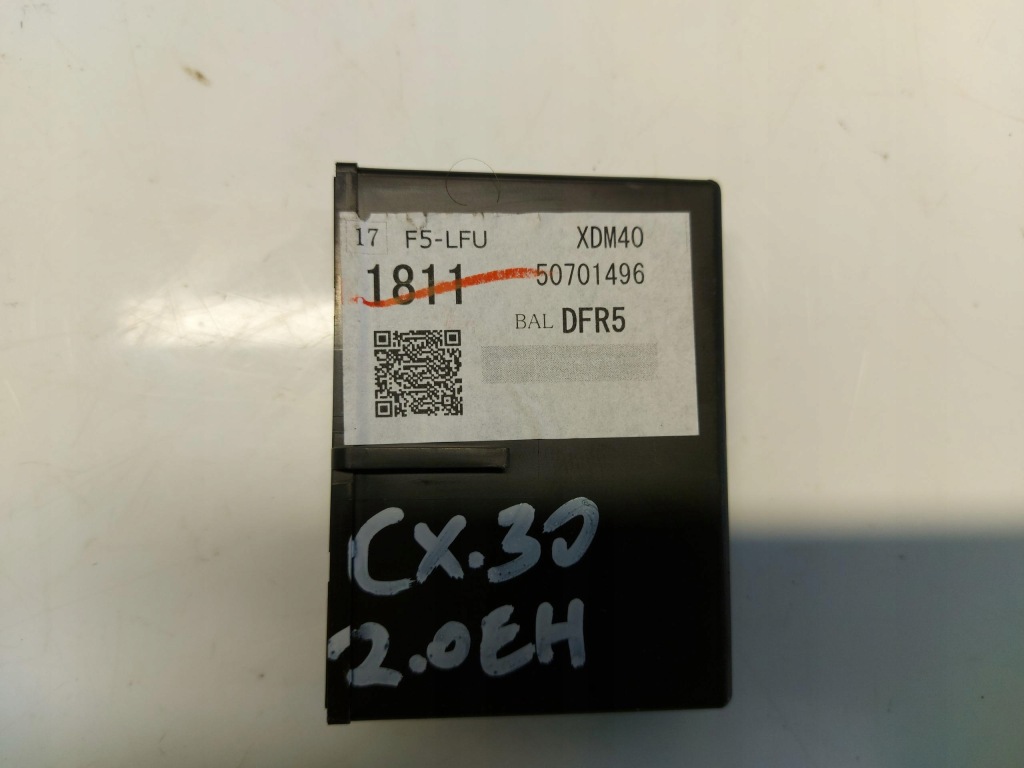 17 F5-LFU XDM40
1811 50701496
BAL DFR5
CX.30
2.0EH